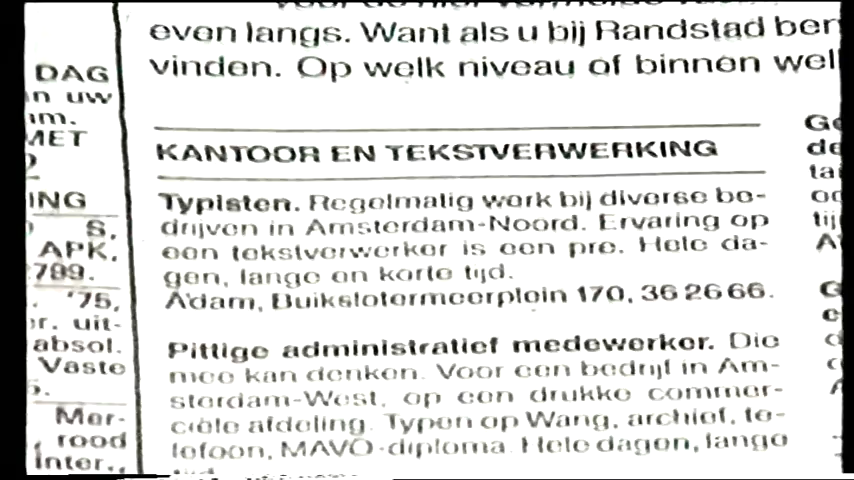 DAG
n uw
MET
ING
S.
APK.
789.
'75,
r. uit-
absol.
Vaste
Mer-
rood
Inter.,
even langs. Want als u bij Randstad
vinden. Op welk niveau of binnen
KANTOOR EN TEKSTVERWERKING
Typisten. Regelmatig werk bij diverse be-
drijven in Amsterdam-Noord. Ervaring op
een tekstverwerker is een pre. Hele da-
gen, lange en korte tijd.
A'dam, Buikslotermeerplein 170, 36 26 66.
Pittige administratief medewerker. Die
mee kan denken. Voor een bedrijf in Am-
sterdam-West, op een drukke commer-
ciële afdeling. Typen op Wang, archief, te-
lefoon, MAVO-diploma. Hele dagen, lange